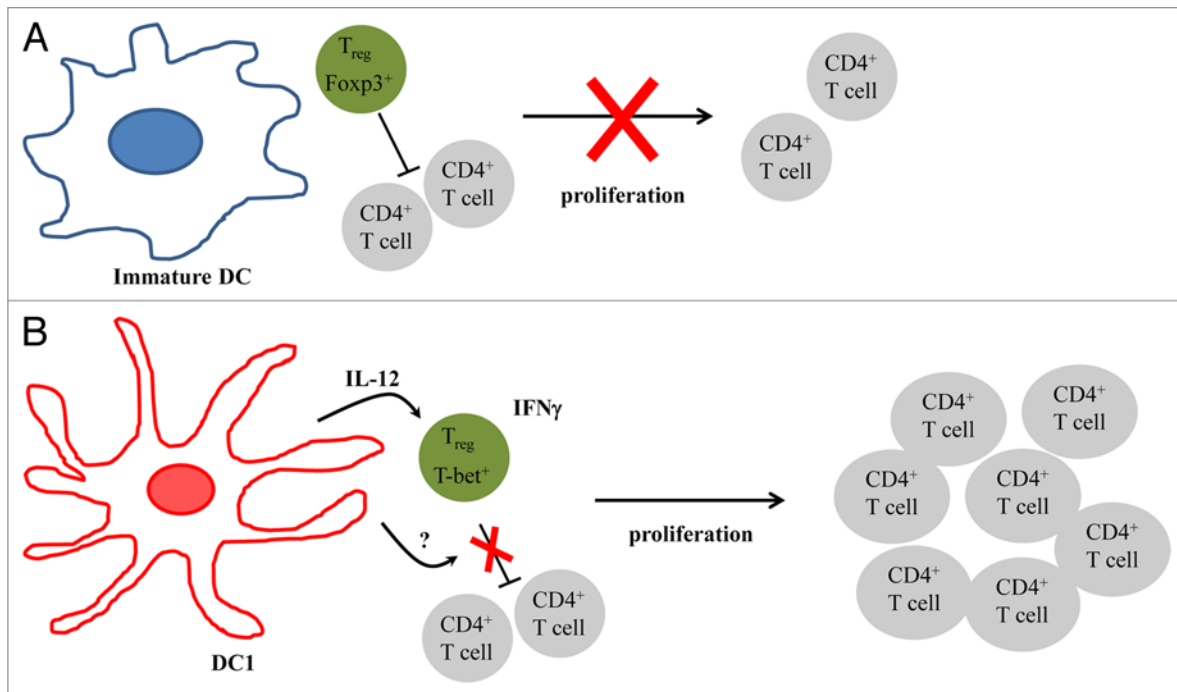 A
Treg
Foxp3+
CD4+
T cell
CD4+
T cell
proliferation
CD4+
T cell
CD4+
T cell
Immature DC
B
IL-12
IFNγ
Treg
T-bet+
?
CD4+
T cell
CD4+
T cell
DC1
proliferation
CD4+
T cell
CD4+
T cell
CD4+
T cell
CD4+
T cell
CD4+
T cell
CD4+
T cell
CD4+
T cell